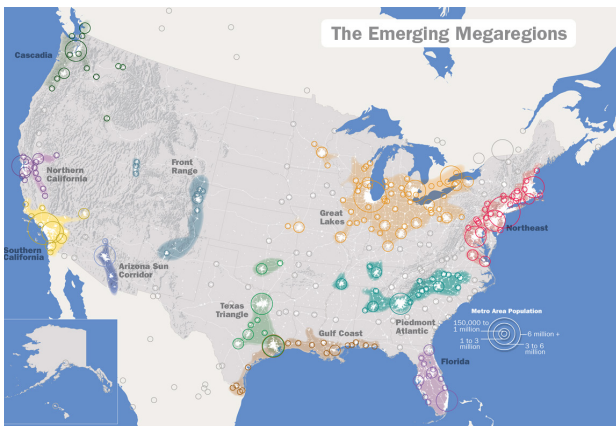 The Emerging Megaregions
Cascadia
Northern
California
Front
Range
Great
Lakes
Northeast
Southern
California
Arizona Sun
Corridor
Texas
Triangle
Gulf Coast
Piedmont
Atlantic
Florida
Metro Area Population
150,000 to
1 million
1 to 3
million
6 million +
3 to 6
million